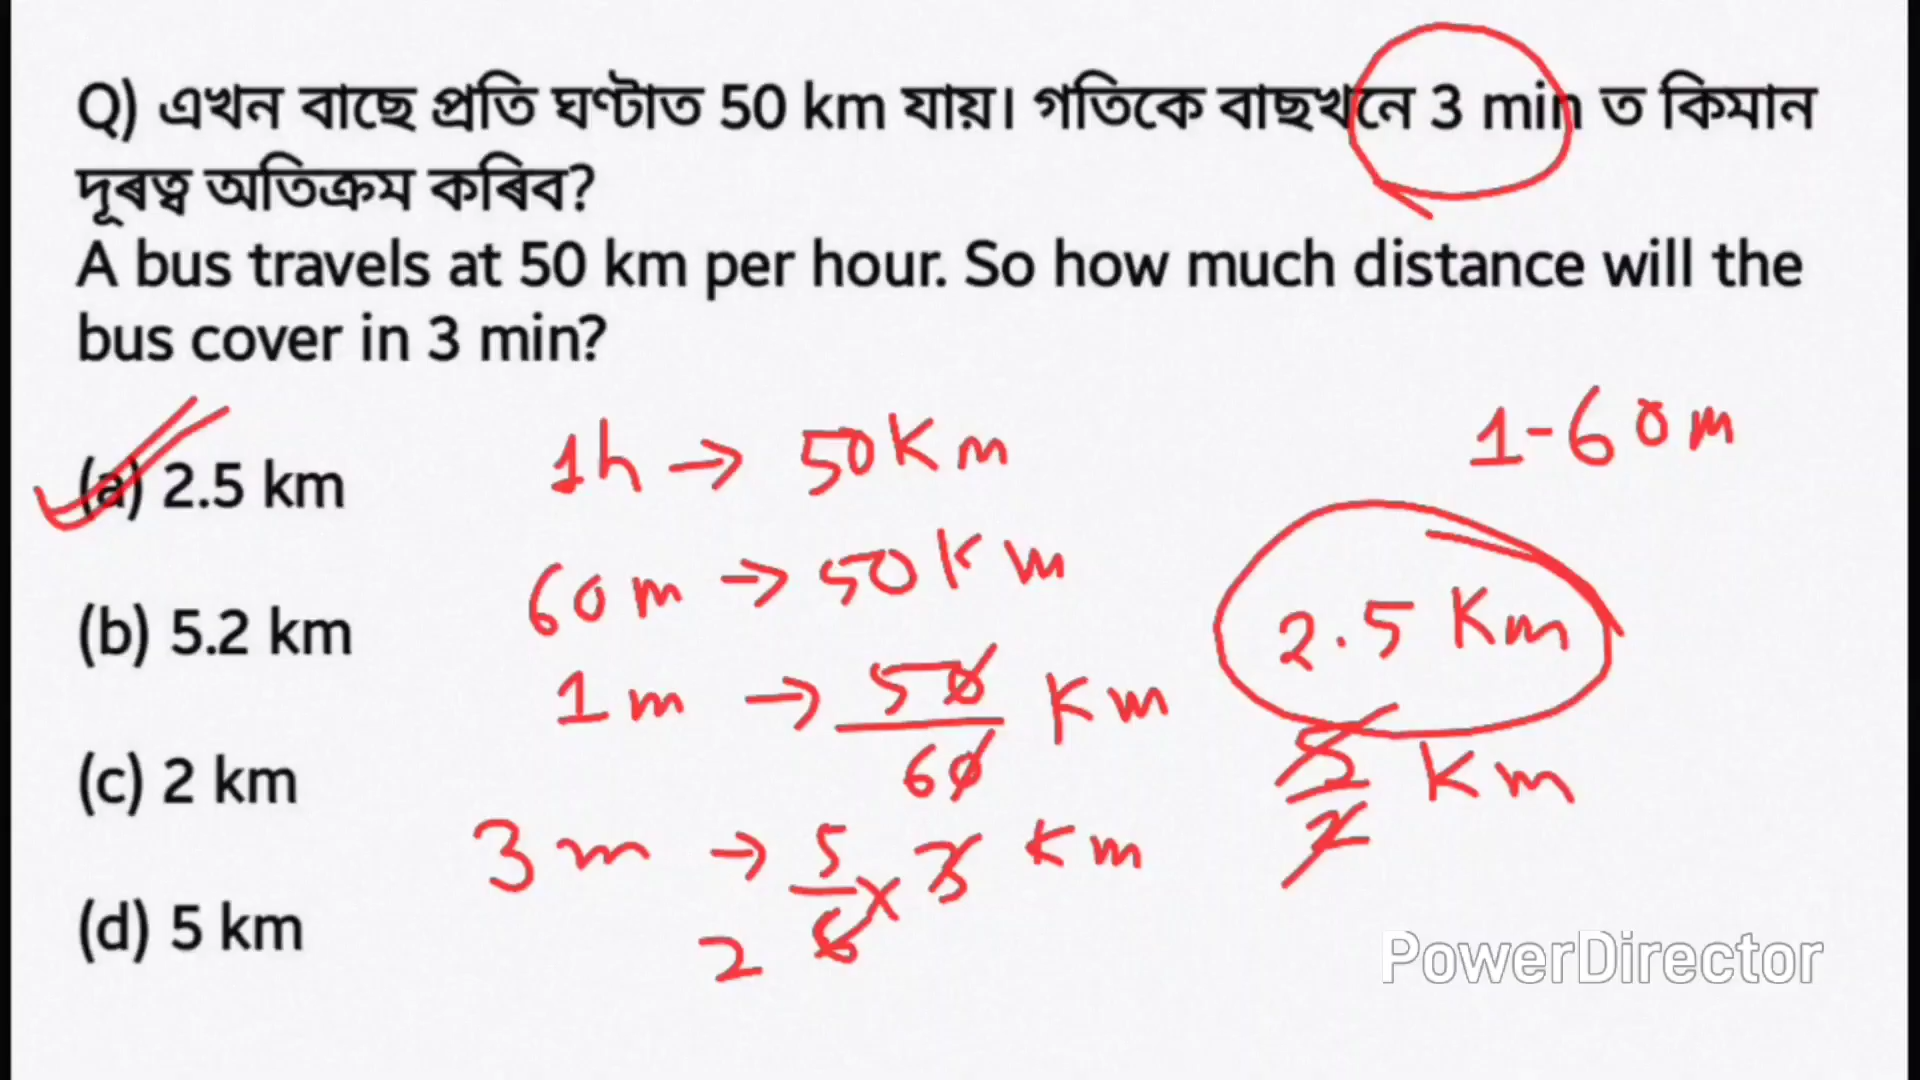 Q) এখন বাছে প্ৰতি ঘণ্টাত 50 km যায়। গতিকে বাছখনে 3 min ত কিমান
দূৰত্ব অতিক্ৰম কৰিব?
A bus travels at 50 km per hour. So how much distance will the
bus cover in 3 min?
1-60m
(a) 2.5 km
1h → 50Km
60m → 50Km
(b) 5.2 km
2.5 Km
1m → 50/60 Km
(c) 2 km
5/2 Km
3m → 5/6 × 3 Km
2
(d) 5 km
PowerDirector